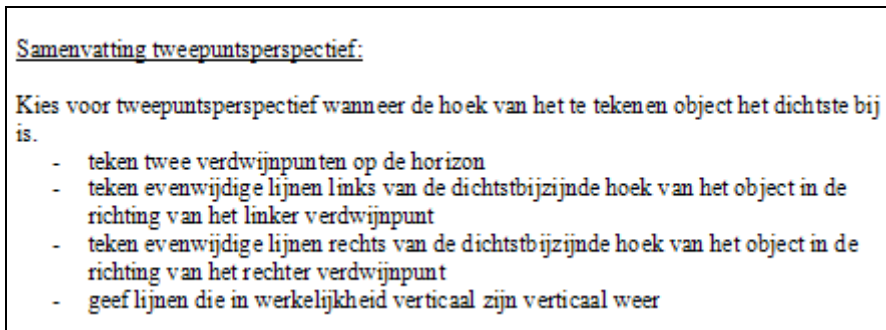 Samenvatting tweepuntsperspectief:
Kies voor tweepuntsperspectief wanneer de hoek van het te tekenen object het dichtste bij
is.
- teken twee verdwijnpunten op de horizon
- teken evenwijdige lijnen links van de dichtstbijzijnde hoek van het object in de
richting van het linker verdwijnpunt
- teken evenwijdige lijnen rechts van de dichtstbijzijnde hoek van het object in de
richting van het rechter verdwijnpunt
- geef lijnen die in werkelijkheid verticaal zijn verticaal weer